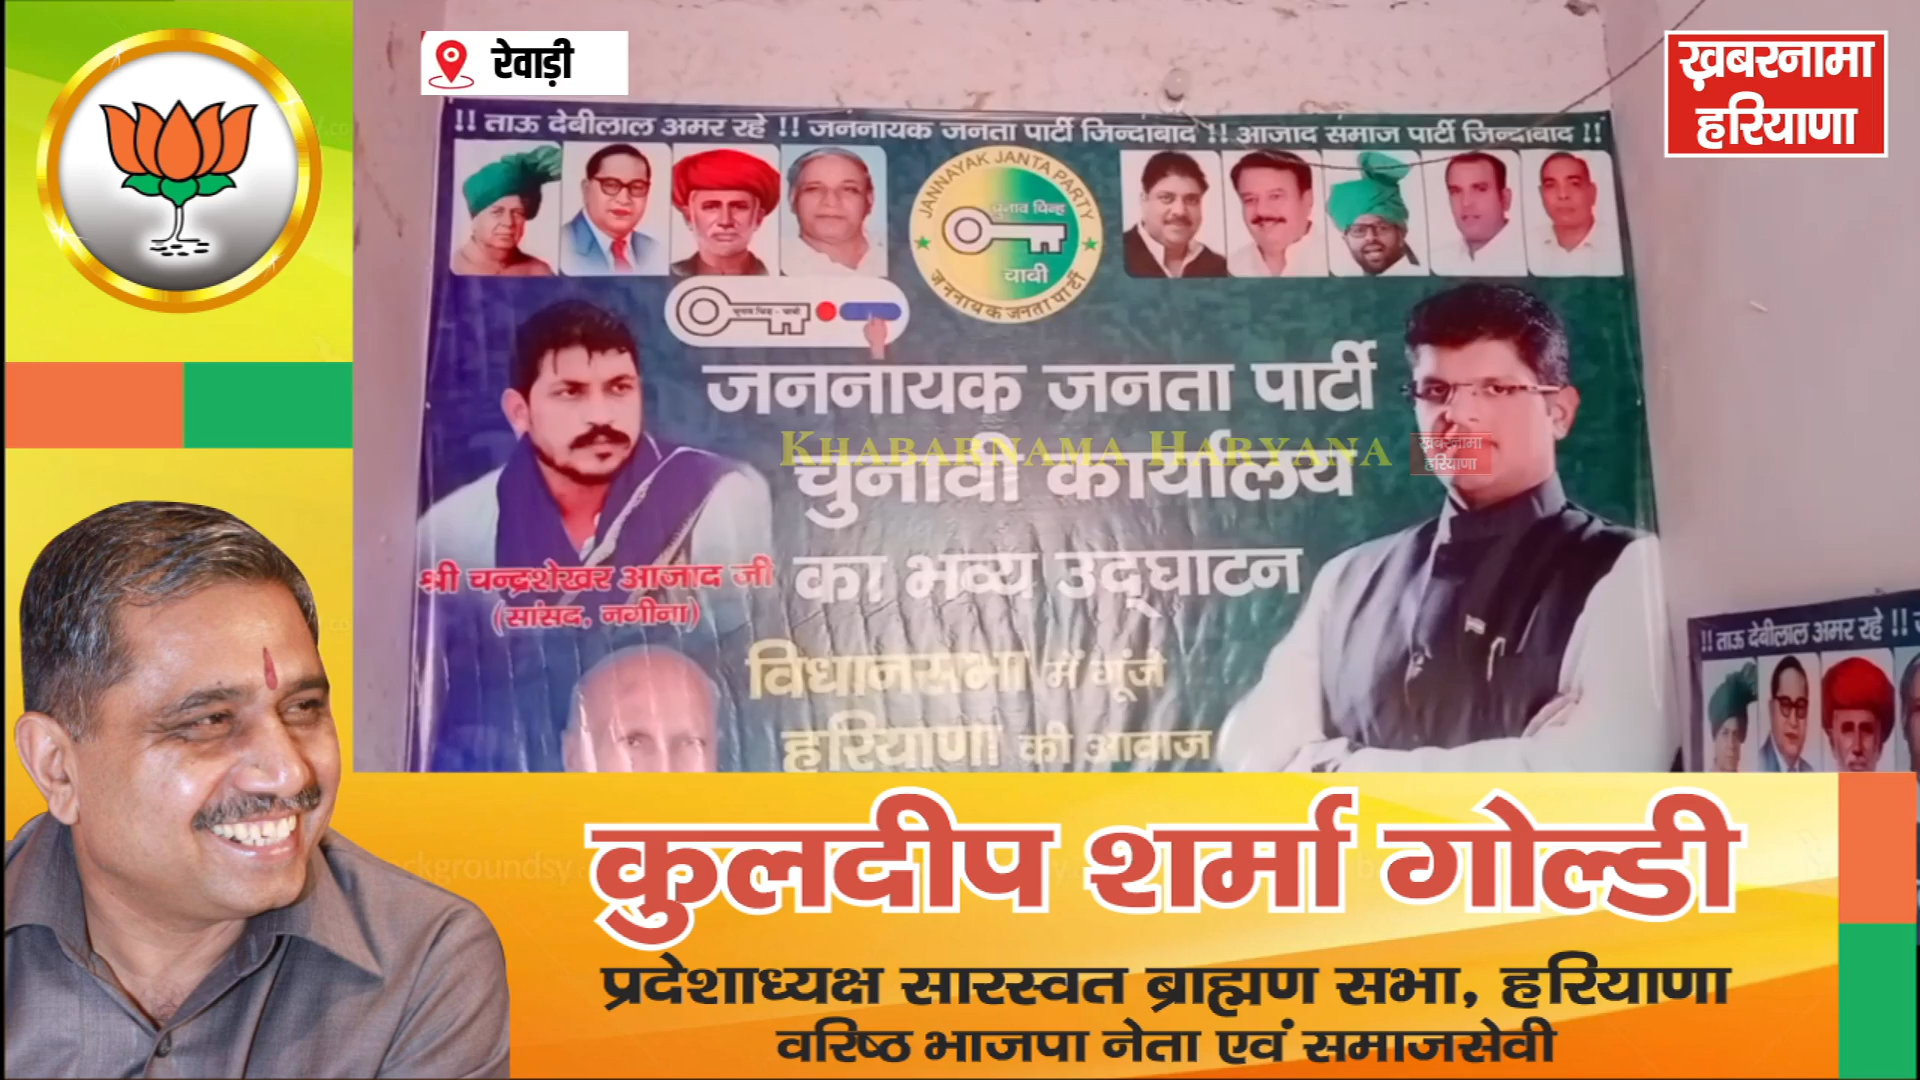 रेवाड़ी
ख़बरनामा
हरियाणा
!! ताऊ देबीलाल अमर रहे !! जननायक जनता पार्टी जिन्दाबाद !! आजाद समाज पार्टी जिन्दाबाद !!
JANNAYAK JANTA PARTY
चुनाव चिन्ह
चाबी
जननायक जनता पार्टी
चुनाव चिन्ह - चाबी
जननायक जनता पार्टी
KHABARNAMA HARYANA
ख़बरनामा
हरियाणा
चुनावी कार्यालय
का भव्य उद्घाटन
श्री चन्द्रशेखर आजाद जी
(सांसद, नगीना)
विधानसभा में गूंजे
हरियाणा की आवाज
!! ताऊ देबीलाल अमर रहे !!
कुलदीप शर्मा गोल्डी
प्रदेशाध्यक्ष सारस्वत ब्राह्मण सभा, हरियाणा
वरिष्ठ भाजपा नेता एवं समाजसेवी